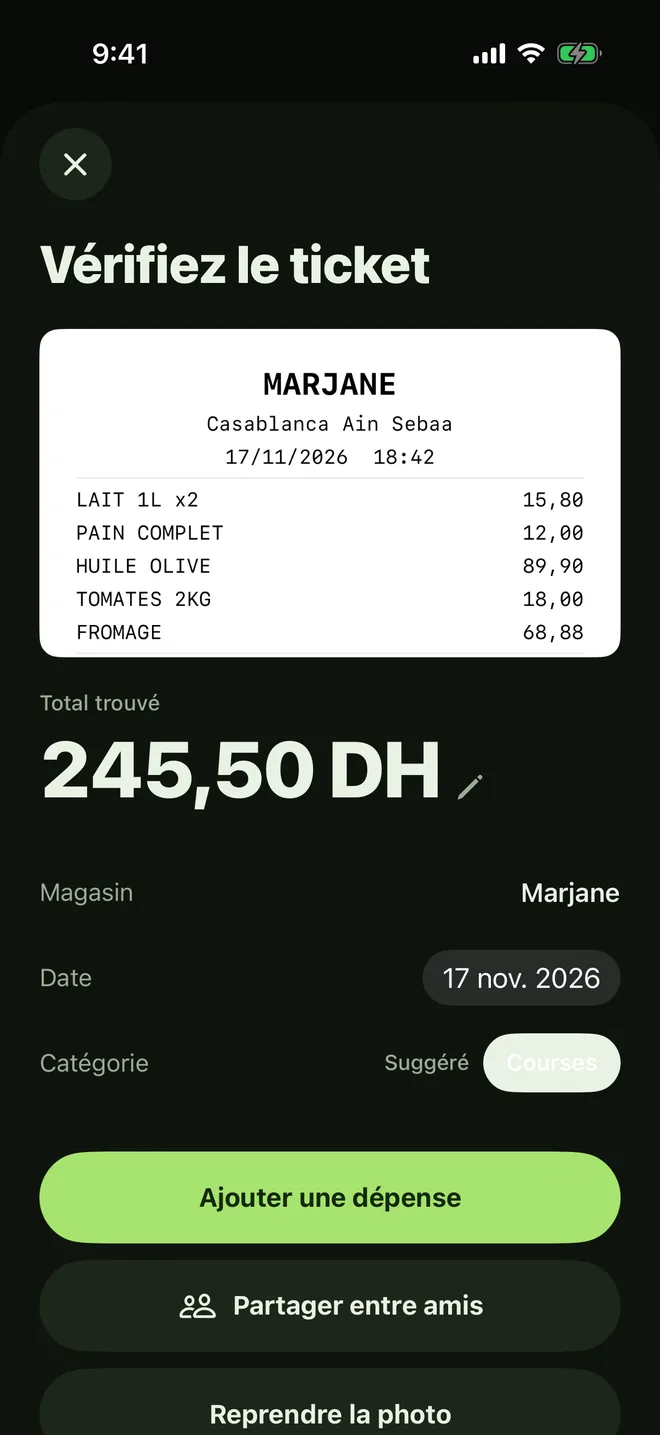 9:41
Vérifiez le ticket
MARJANE
Casablanca Ain Sebaa
17/11/2026 18:42
LAIT 1L x2 15,80
PAIN COMPLET 12,00
HUILE OLIVE 89,90
TOMATES 2KG 18,00
FROMAGE 68,88
Total trouvé
245,50 DH
Magasin Marjane
Date 17 nov. 2026
Catégorie Suggéré Courses
Ajouter une dépense
Partager entre amis
Reprendre la photo